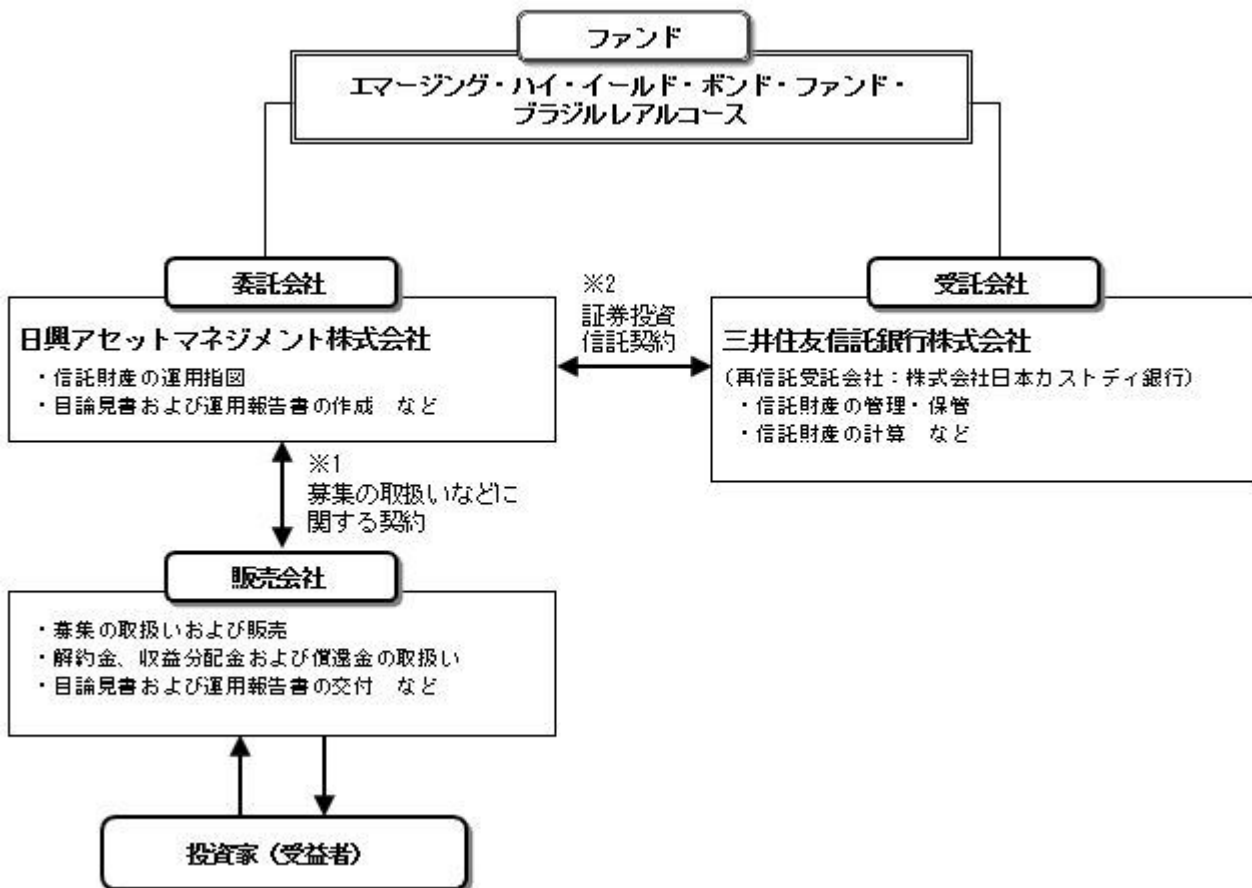 ファンド
エマージング・ハイ・イールド・ボンド・ファンド・
ブラジルレアルコース
委託会社
日興アセットマネジメント株式会社
・信託財産の運用指図
・目論見書および運用報告書の作成　など
※2
証券投資
信託契約
受託会社
三井住友信託銀行株式会社
（再信託受託会社：株式会社日本カストディ銀行）
・信託財産の管理・保管
・信託財産の計算　など
※1
募集の取扱いなどに
関する契約
販売会社
・募集の取扱いおよび販売
・解約金、収益分配金および償還金の取扱い
・目論見書および運用報告書の交付　など
投資家（受益者）